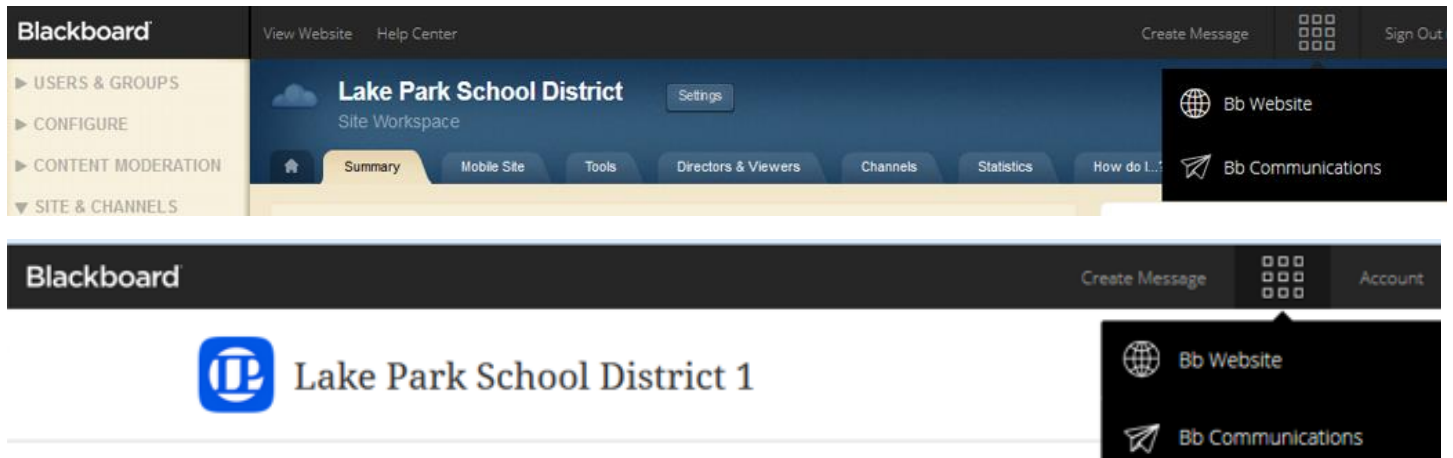 Blackboard View Website Help Center Create Message Sign Out
USERS & GROUPS
Lake Park School District Settings
Bb Website
CONFIGURE
Site Workspace
CONTENT MODERATION
Summary Mobile Site Tools Directors & Viewers Channels Statistics How do I...?
Bb Communications
SITE & CHANNELS
Blackboard Create Message Account
Lake Park School District 1
Bb Website
Bb Communications